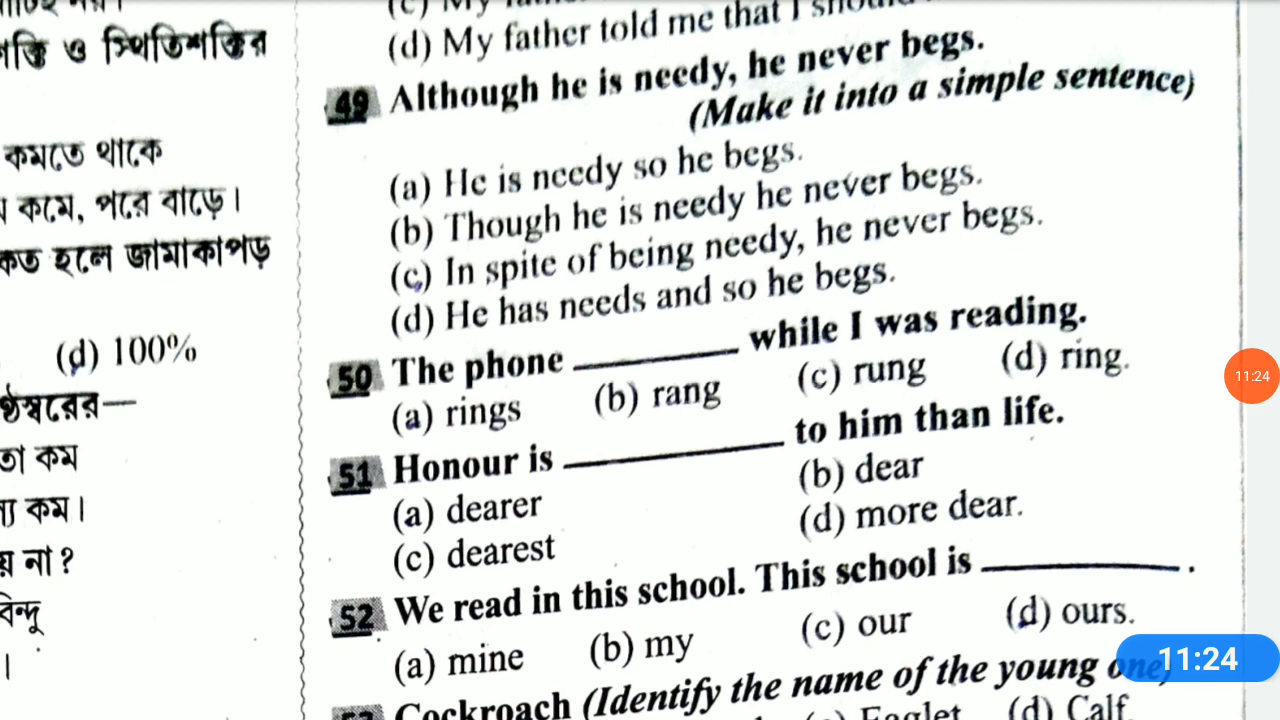 শক্তি ও স্থিতিশক্তির
কমতে থাকে
কমে, পরে বাড়ে।
হলে জামাকাপড়
(d) 100%
কম
কম।
না?
(d) My father told me that I
49 Although he is needy, he never begs.
(Make it into a simple sentence)
(a) He is needy so he begs.
(b) Though he is needy he never begs.
(c) In spite of being needy, he never begs.
(d) He has needs and so he begs.
50 The phone ________ while I was reading.
(a) rings (b) rang (c) rung (d) ring.
51 Honour is ________ to him than life.
(a) dearer (b) dear
(c) dearest (d) more dear.
52 We read in this school. This school is ________.
(a) mine (b) my (c) our (d) ours.
Cockroach (Identify the name of the young one)
Eaglet (d) Calf
11:24
11:24